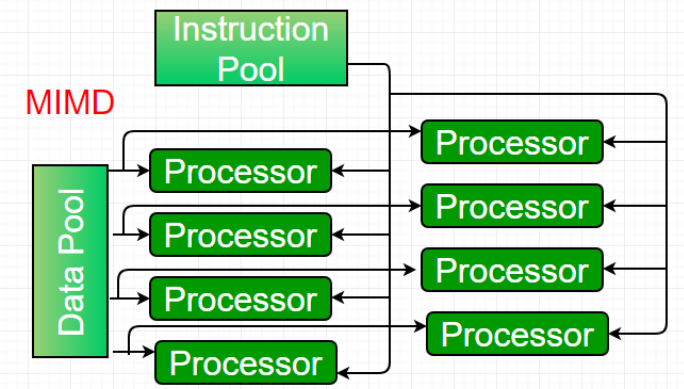 Instruction
Pool
MIMD
Processor
Processor
Processor
Processor
Data Pool
Processor
Processor
Processor
Processor